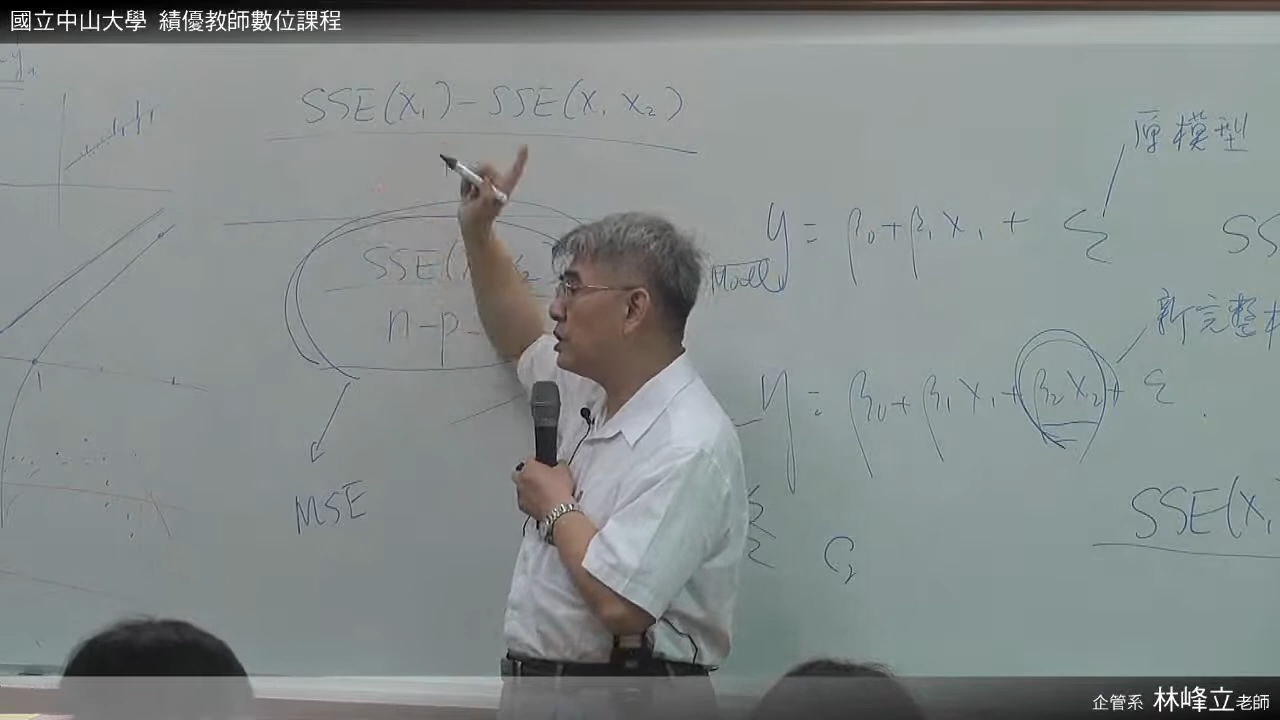 國立中山大學 績優教師數位課程
SSE(X₁) - SSE(X₁ X₂)
SSE(
n-p-
MSE
原模型
y = β₀+β₁X₁ + ε
SS
Model
新完整
y = β₀+β₁X₁+β₂X₂+ ε
SSE(X₁
企管系 林峰立老師